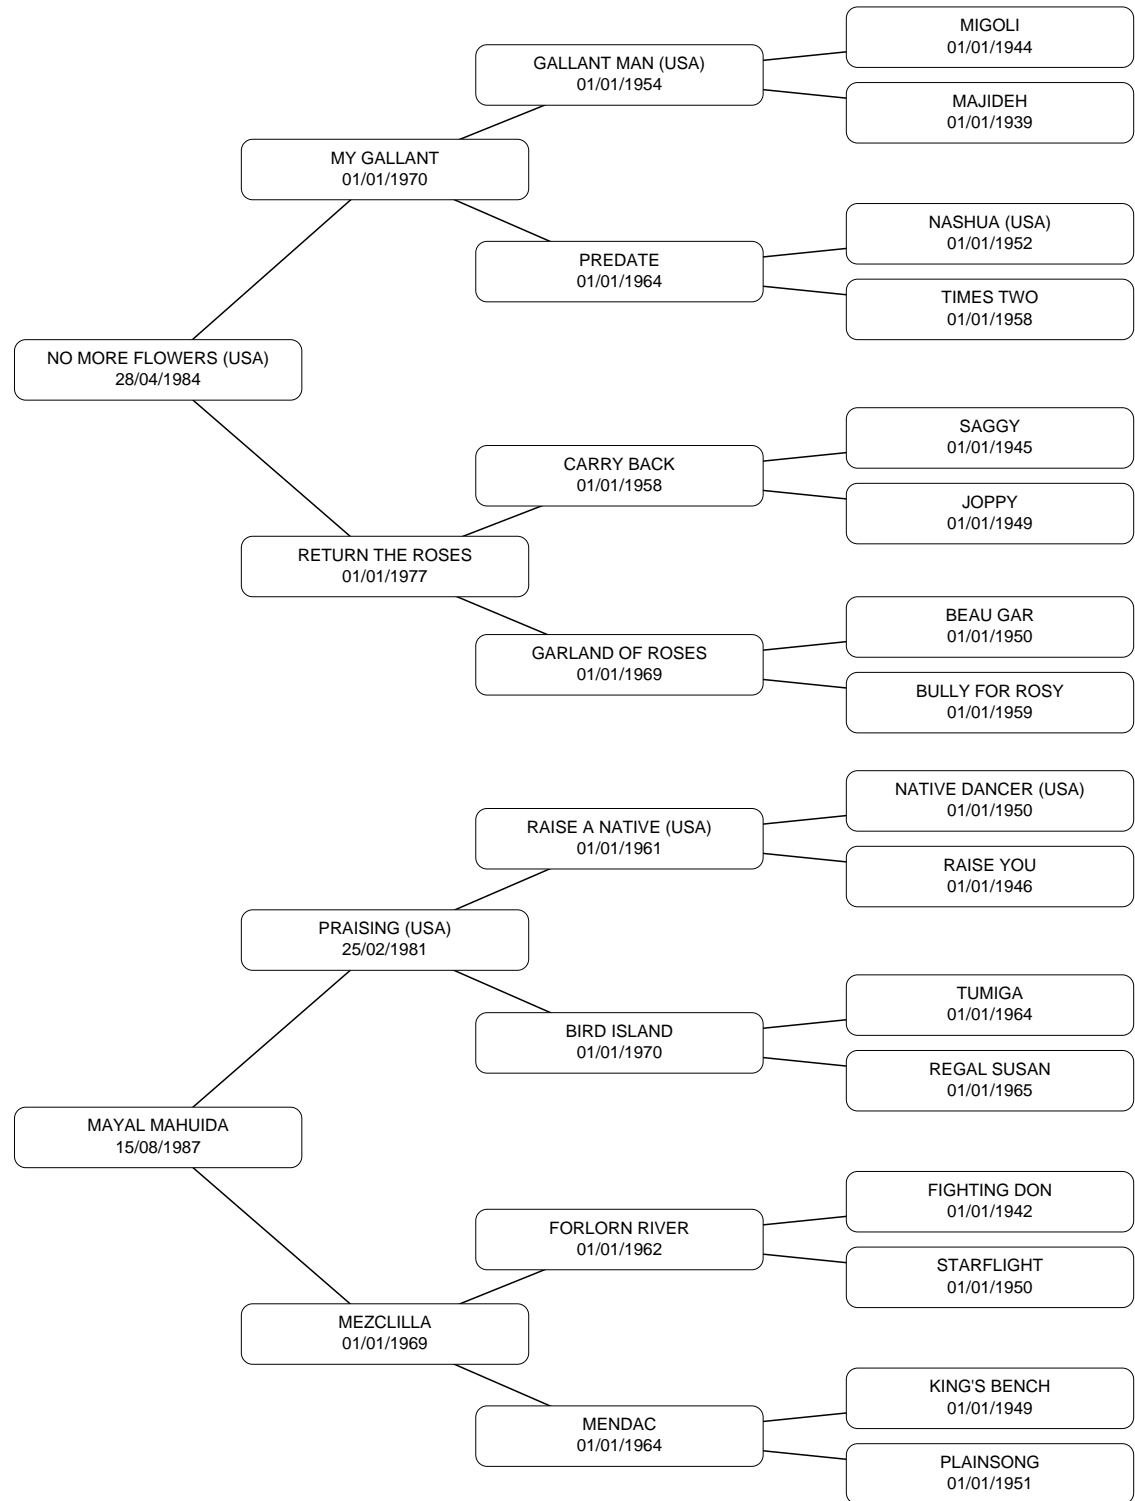 MIGOLI
01/01/1944
GALLANT MAN (USA)
01/01/1954
MAJIDEH
01/01/1939
MY GALLANT
01/01/1970
NASHUA (USA)
01/01/1952
PREDATE
01/01/1964
TIMES TWO
01/01/1958
NO MORE FLOWERS (USA)
28/04/1984
SAGGY
01/01/1945
CARRY BACK
01/01/1958
JOPPY
01/01/1949
RETURN THE ROSES
01/01/1977
BEAU GAR
01/01/1950
GARLAND OF ROSES
01/01/1969
BULLY FOR ROSY
01/01/1959
NATIVE DANCER (USA)
01/01/1950
RAISE A NATIVE (USA)
01/01/1961
RAISE YOU
01/01/1946
PRAISING (USA)
25/02/1981
TUMIGA
01/01/1964
BIRD ISLAND
01/01/1970
REGAL SUSAN
01/01/1965
MAYAL MAHUIDA
15/08/1987
FIGHTING DON
01/01/1942
FORLORN RIVER
01/01/1962
STARFLIGHT
01/01/1950
MEZCLILLA
01/01/1969
KING'S BENCH
01/01/1949
MENDAC
01/01/1964
PLAINSONG
01/01/1951